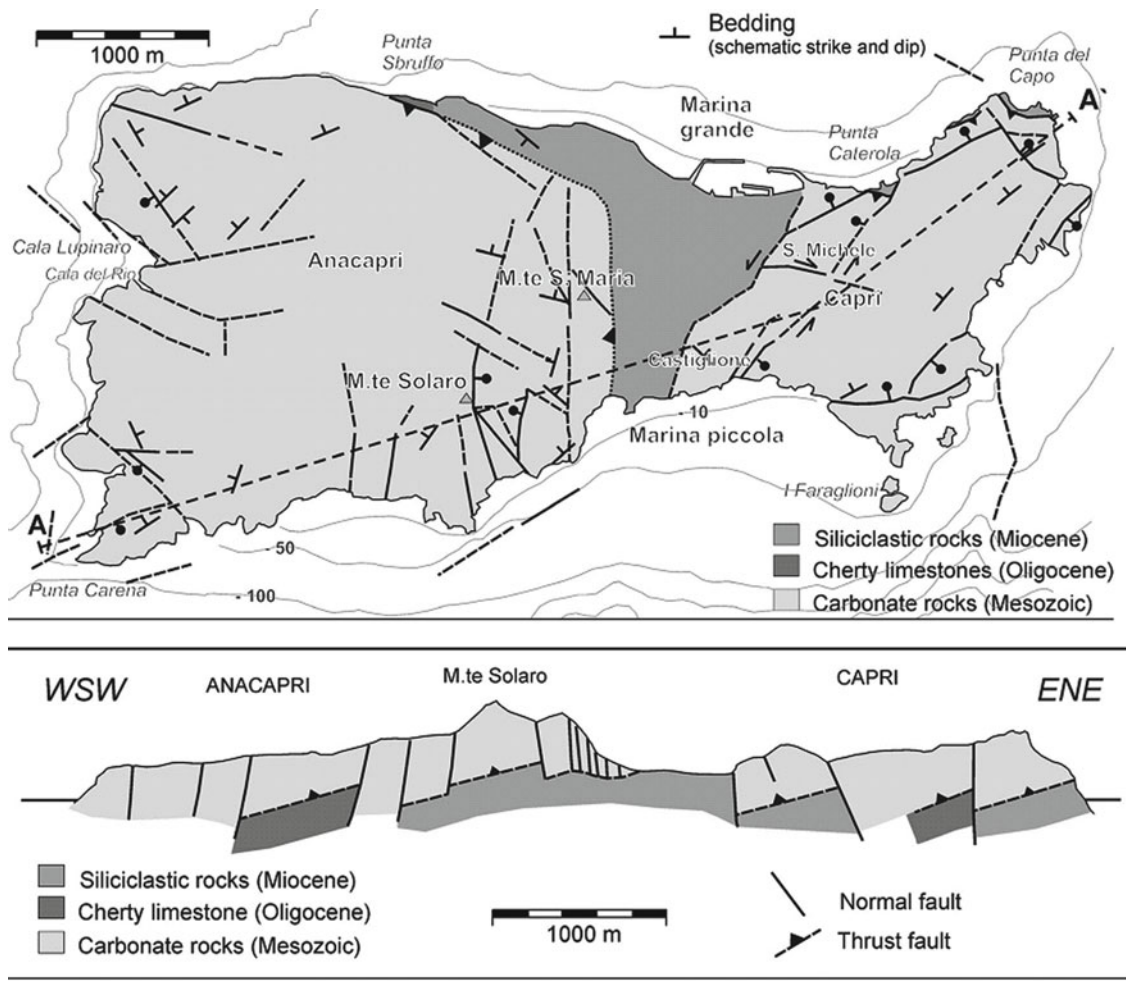 1000 m
Punta
Sbruffo
Bedding
(schematic strike and dip)
Punta del
Capo
A`
Marina
grande
Punta
Caterola
Cala Lupinaro
Cala del Rio
Anacapri
M.te S. Maria
S. Michele
Capri
Castiglione
M.te Solaro
- 10
Marina piccola
I Faraglioni
A
- 50
Punta Carena
- 100
Siliciclastic rocks (Miocene)
Cherty limestones (Oligocene)
Carbonate rocks (Mesozoic)
WSW
ANACAPRI
M.te Solaro
CAPRI
ENE
Siliciclastic rocks (Miocene)
Cherty limestone (Oligocene)
Carbonate rocks (Mesozoic)
1000 m
Normal fault
Thrust fault